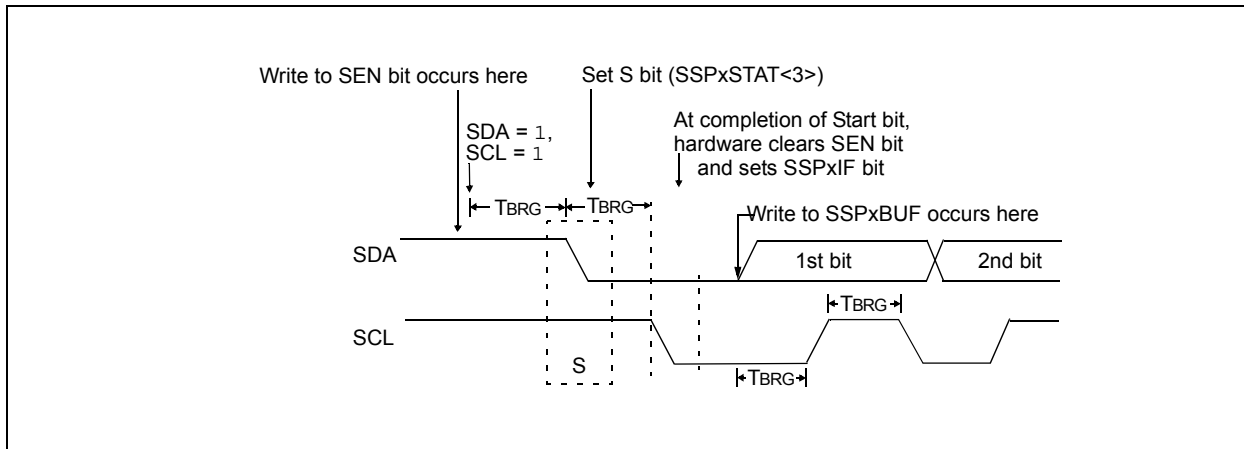 Write to SEN bit occurs here
Set S bit (SSPxSTAT<3>)
SDA = 1,
SCL = 1
At completion of Start bit,
hardware clears SEN bit
and sets SSPxIF bit
TBRG
TBRG
Write to SSPxBUF occurs here
SDA
1st bit
2nd bit
TBRG
SCL
S
TBRG